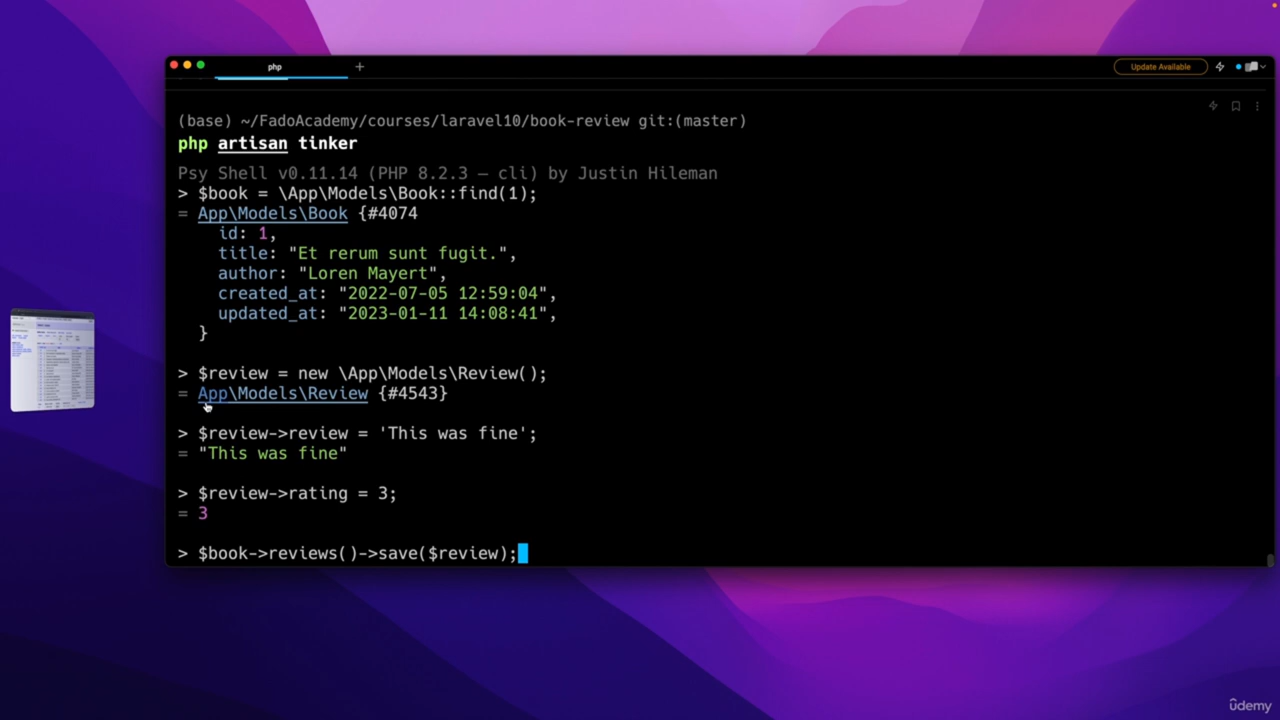 php
Update Available
(base) ~/FadoAcademy/courses/laravel10/book-review git:(master)
php artisan tinker
Psy Shell v0.11.14 (PHP 8.2.3 — cli) by Justin Hileman
> $book = \App\Models\Book::find(1);
= App\Models\Book {#4074
id: 1,
title: "Et rerum sunt fugit.",
author: "Loren Mayert",
created_at: "2022-07-05 12:59:04",
updated_at: "2023-01-11 14:08:41",
}
> $review = new \App\Models\Review();
= App\Models\Review {#4543}
> $review->review = 'This was fine';
= "This was fine"
> $review->rating = 3;
= 3
> $book->reviews()->save($review);
ûdemy